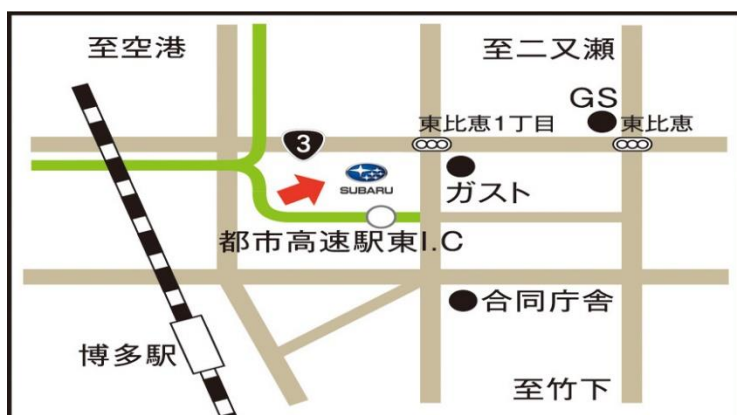 至空港
至二又瀬
GS
東比恵1丁目
東比恵
3
SUBARU
ガスト
都市高速駅東I.C
合同庁舎
博多駅
至竹下